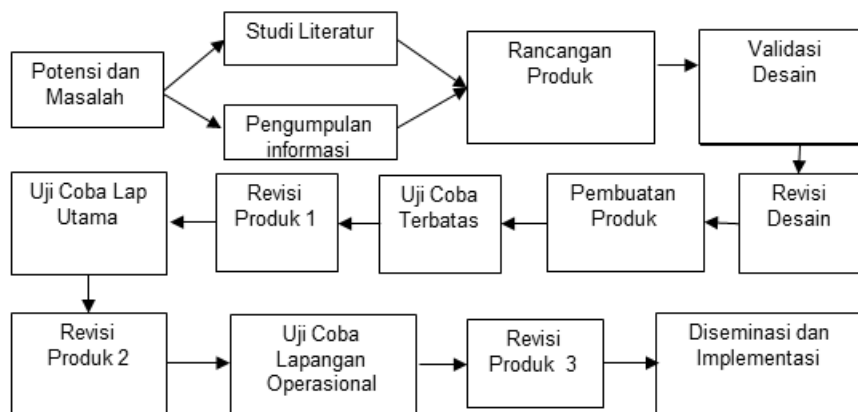 Potensi dan
Masalah
Studi Literatur
Pengumpulan
informasi
Rancangan
Produk
Validasi
Desain
Revisi
Desain
Pembuatan
Produk
Uji Coba
Terbatas
Revisi
Produk 1
Uji Coba Lap
Utama
Revisi
Produk 2
Uji Coba
Lapangan
Operasional
Revisi
Produk 3
Diseminasi dan
Implementasi